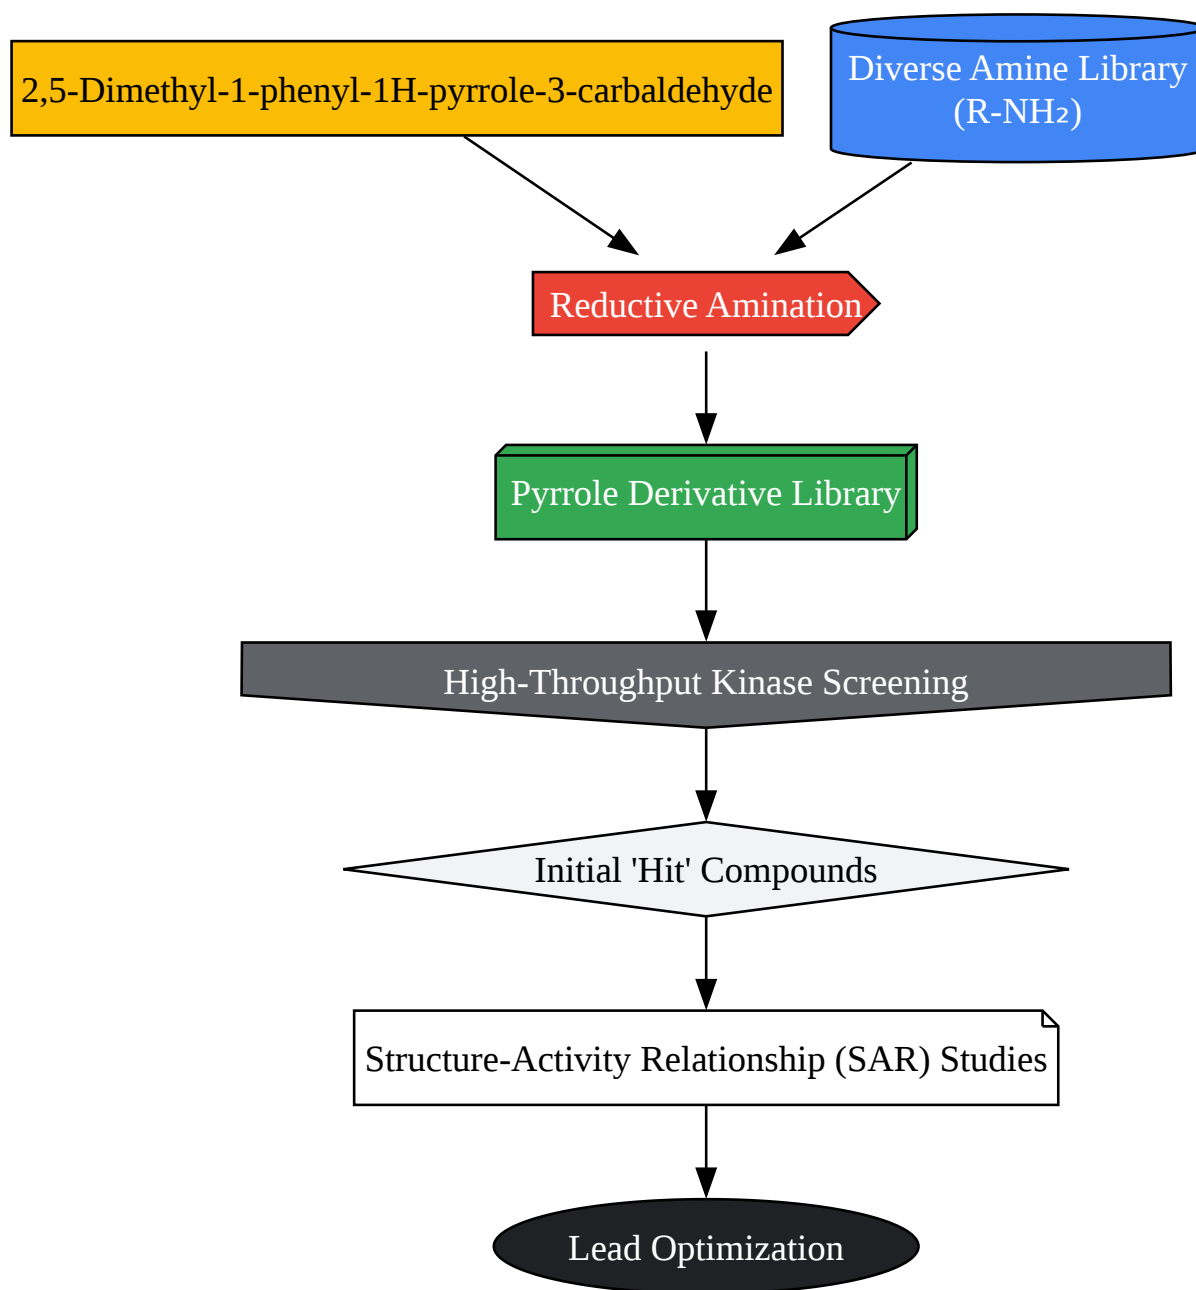 2,5-Dimethyl-1-phenyl-1H-pyrrole-3-carbaldehyde
Diverse Amine Library
(R-NH₂)
Reductive Amination
Pyrrole Derivative Library
High-Throughput Kinase Screening
Initial 'Hit' Compounds
Structure-Activity Relationship (SAR) Studies
Lead Optimization